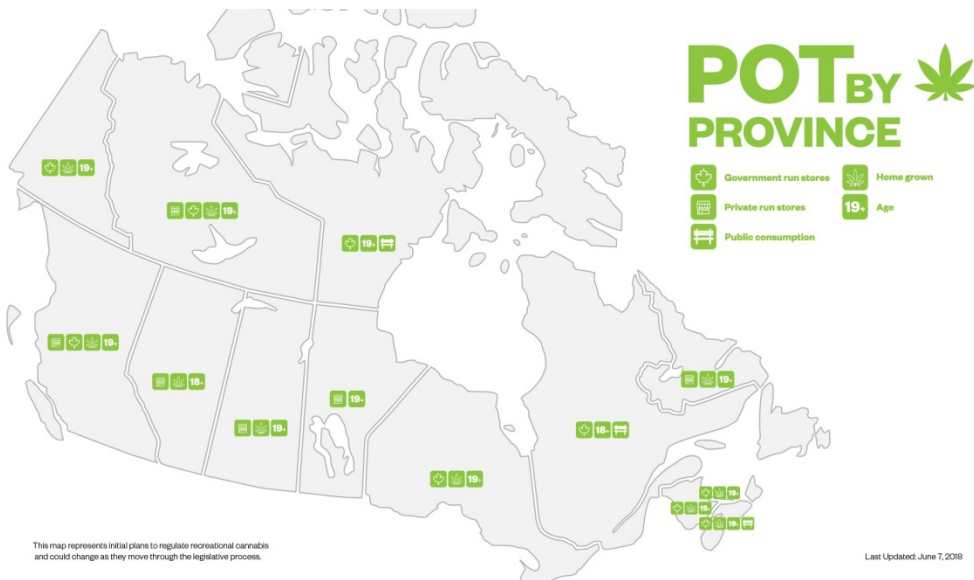 POT BY
PROVINCE
Government run stores
Home grown
Private run stores
19+ Age
Public consumption
19+
19+
19+
19+
18+
19+
19+
19+
19+
18+
19+
19+
19+
This map represents initial plans to regulate recreational cannabis
and could change as they move through the legislative process.
Last Updated: June 7, 2018